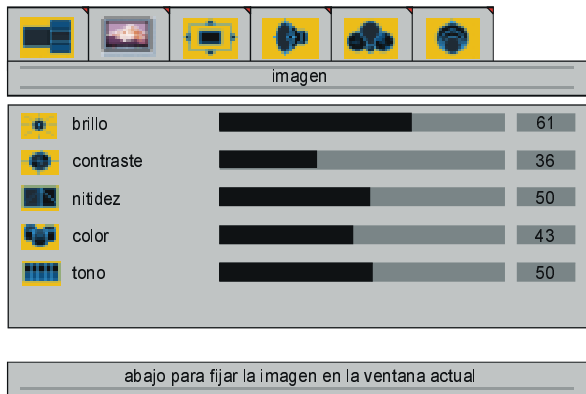 imagen
brillo 61
contraste 36
nitidez 50
color 43
tono 50
abajo para fijar la imagen en la ventana actual